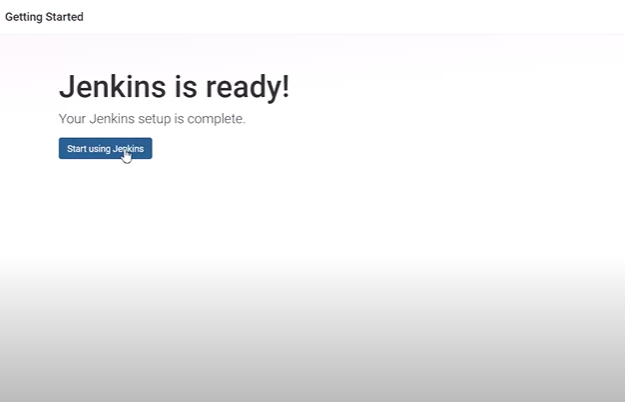 Getting Started
Jenkins is ready!
Your Jenkins setup is complete.
Start using Jenkins